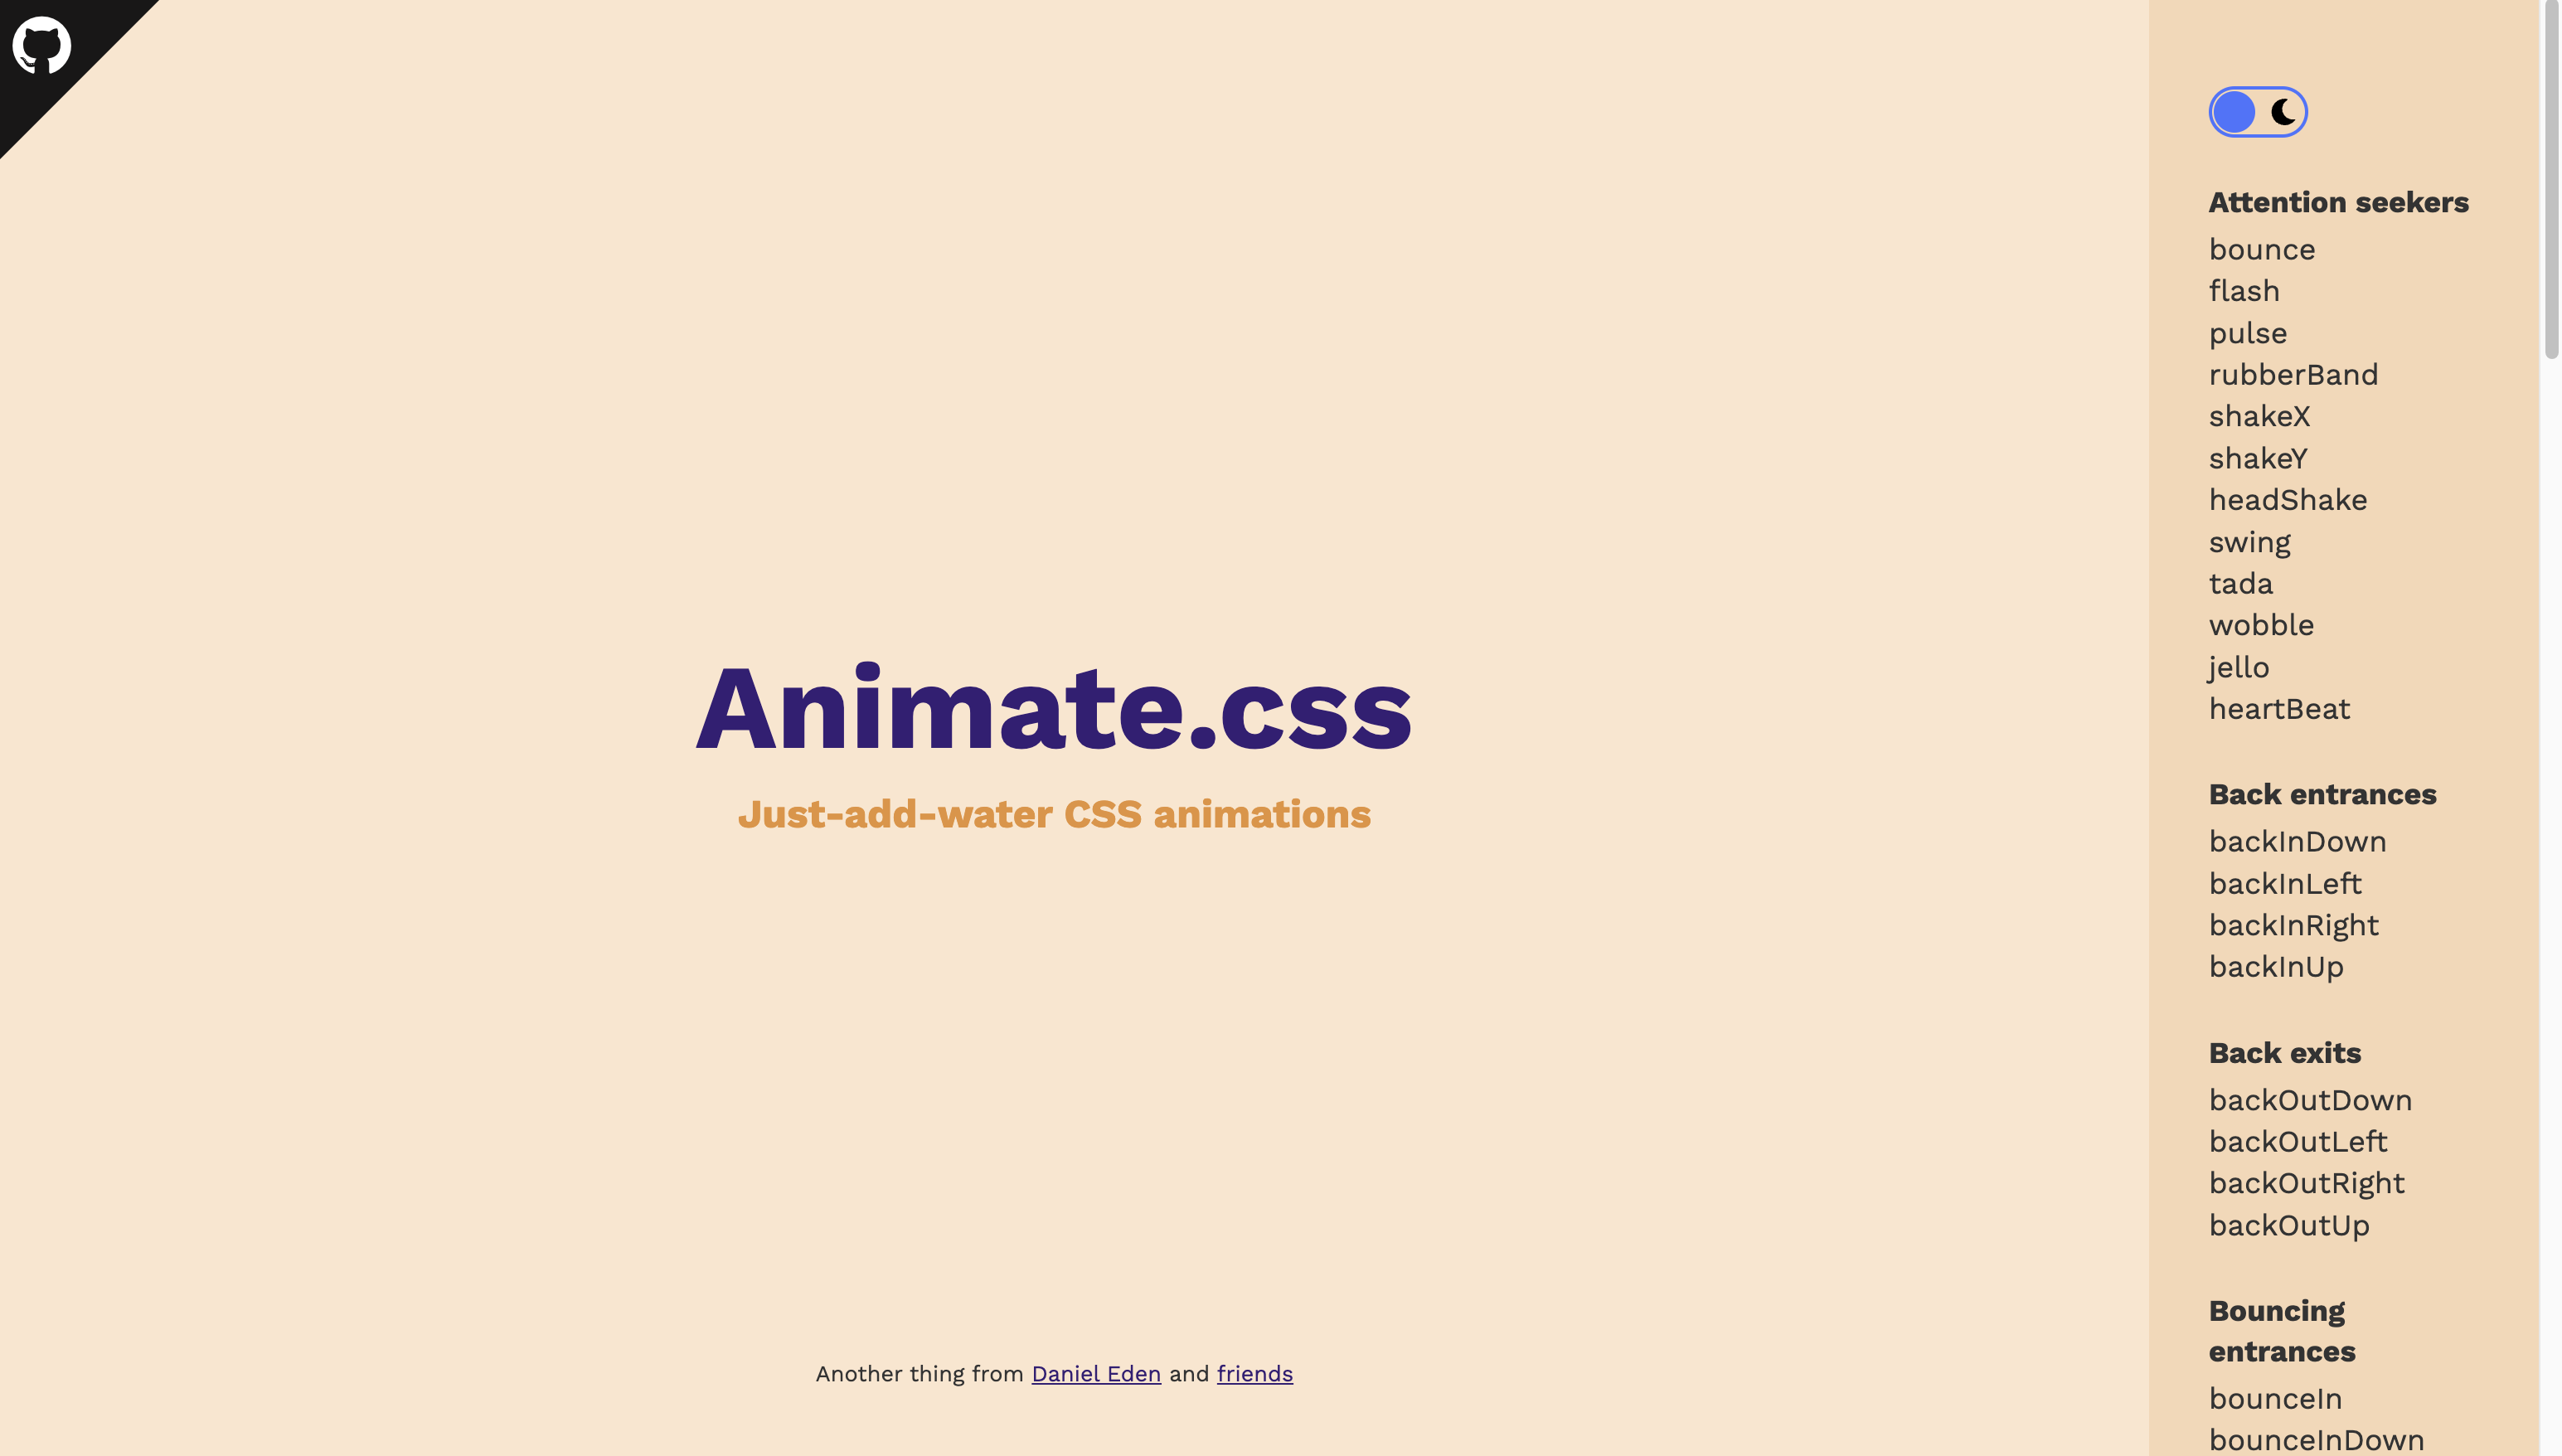 Animate.css
Just-add-water CSS animations
Another thing from Daniel Eden and friends
Attention seekers
bounce
flash
pulse
rubberBand
shakeX
shakeY
headShake
swing
tada
wobble
jello
heartBeat
Back entrances
backInDown
backInLeft
backInRight
backInUp
Back exits
backOutDown
backOutLeft
backOutRight
backOutUp
Bouncing
entrances
bounceIn
bounceInDown